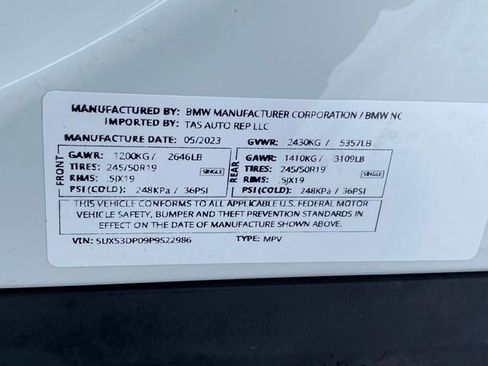 MANUFACTURED BY: BMW MANUFACTURER CORPORATION / BMW NC
IMPORTED BY: TAS AUTO REP LLC
MANUFACTURE DATE: 05/2023 GVWR: 2430KG / 5357LB
FRONT
GAWR: 1200KG / 2646LB
TIRES: 245/50R19 SINGLE
RIMS: .5JX19
PSI (COLD): 248KPa / 36PSI
REAR
GAWR: 1410KG / 3109LB
TIRES: 245/50R19 SINGLE
RIMS: .5JX19
PSI (COLD): 248KPa / 36PSI
THIS VEHICLE CONFORMS TO ALL APPLICABLE U.S. FEDERAL MOTOR
VEHICLE SAFETY, BUMPER AND THEFT PREVENTION STANDARDS IN
EFFECT ON THE DATE OF MANUFACTURE SHOWN ABOVE.
VIN: 5UX53DP09P9S22986 TYPE: MPV